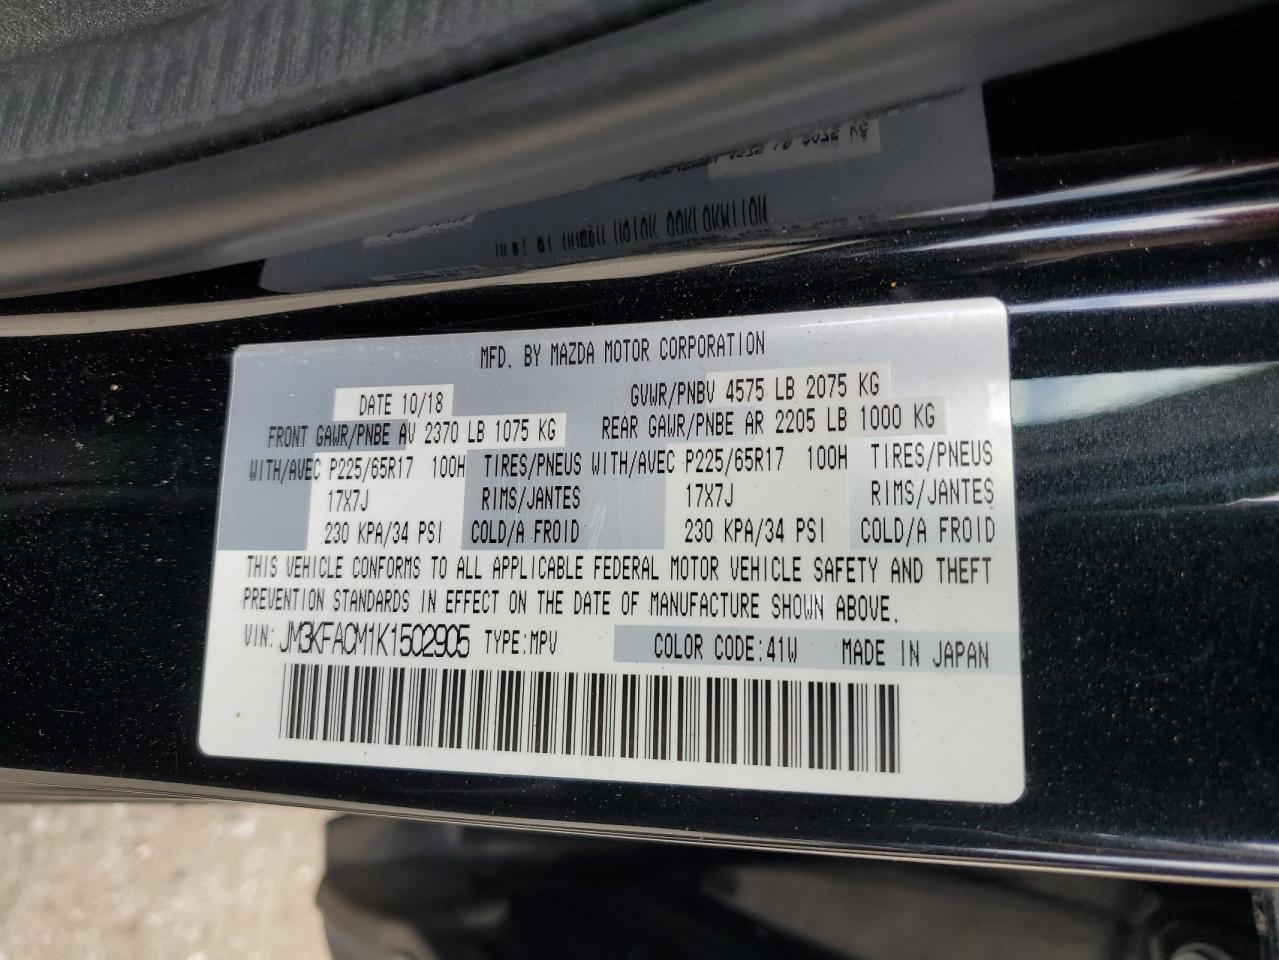 MFD. BY MAZDA MOTOR CORPORATION
DATE 10/18 GVWR/PNBV 4575 LB 2075 KG
FRONT GAWR/PNBE AV 2370 LB 1075 KG REAR GAWR/PNBE AR 2205 LB 1000 KG
WITH/AVEC P225/65R17 100H TIRES/PNEUS WITH/AVEC P225/65R17 100H TIRES/PNEUS
17X7J RIMS/JANTES 17X7J RIMS/JANTES
230 KPA/34 PSI COLD/A FROID 230 KPA/34 PSI COLD/A FROID
THIS VEHICLE CONFORMS TO ALL APPLICABLE FEDERAL MOTOR VEHICLE SAFETY AND THEFT
PREVENTION STANDARDS IN EFFECT ON THE DATE OF MANUFACTURE SHOWN ABOVE.
VIN: JM3KFACM1K1502905 TYPE:MPV COLOR CODE:41W MADE IN JAPAN